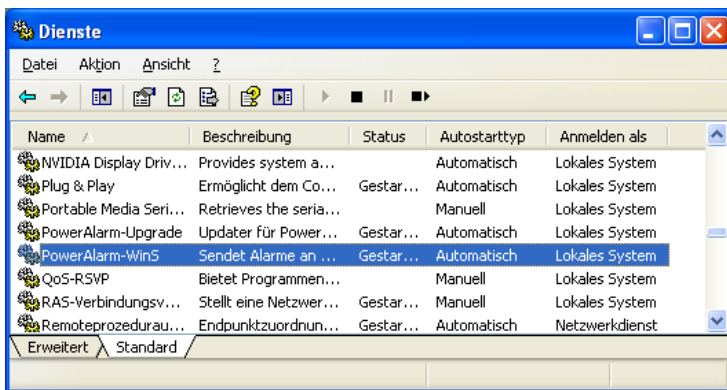 Dienste
Datei Aktion Ansicht ?
Name Beschreibung Status Autostarttyp Anmelden als
NVIDIA Display Driv... Provides system a... Automatisch Lokales System
Plug & Play Ermöglicht dem Co... Gestar... Automatisch Lokales System
Portable Media Seri... Retrieves the seria... Manuell Lokales System
PowerAlarm-Upgrade Updater für Power... Gestar... Automatisch Lokales System
PowerAlarm-WinS Sendet Alarme an ... Gestar... Automatisch Lokales System
QoS-RSVP Bietet Programmen... Manuell Lokales System
RAS-Verbindungsv... Stellt eine Netzwer... Gestar... Manuell Lokales System
Remoteprozedurau... Endpunktzuordnun... Gestar... Automatisch Netzwerkdienst
Erweitert Standard